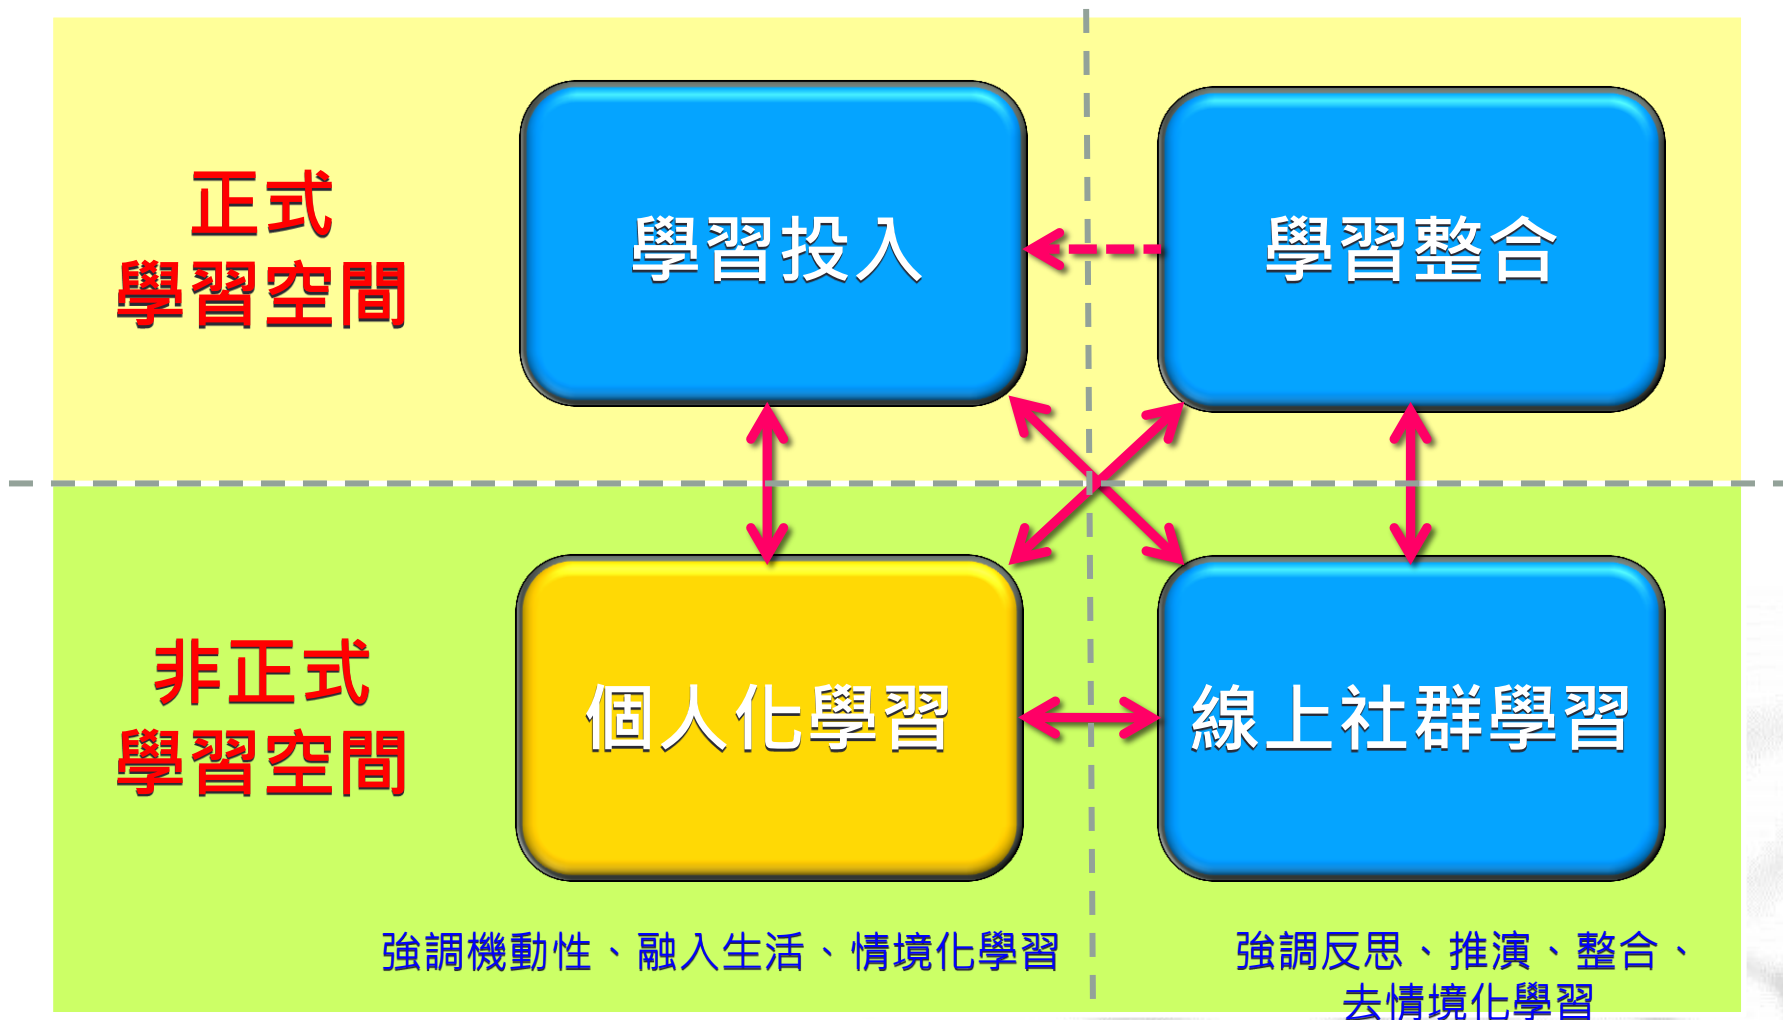 正式
學習空間
學習投入
學習整合
非正式
學習空間
個人化學習
線上社群學習
強調機動性、融入生活、情境化學習
強調反思、推演、整合、
去情境化學習